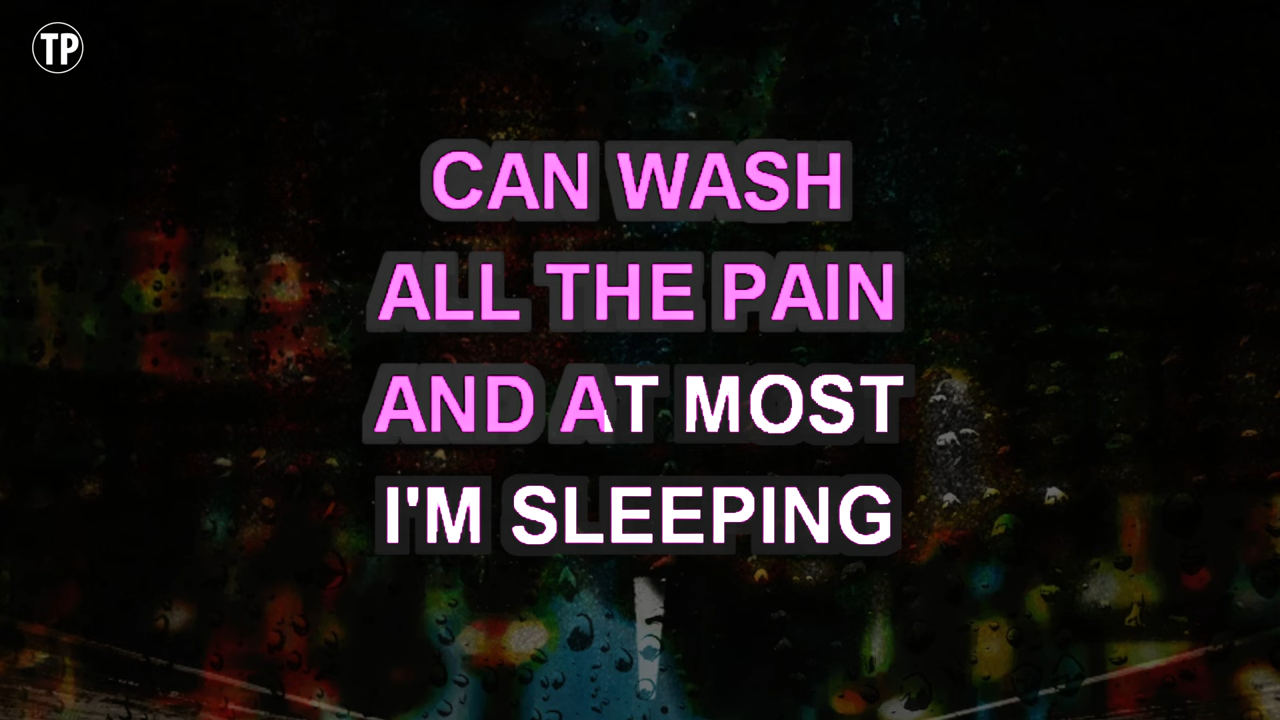 TP
CAN WASH
ALL THE PAIN
AND AT MOST
I'M SLEEPING